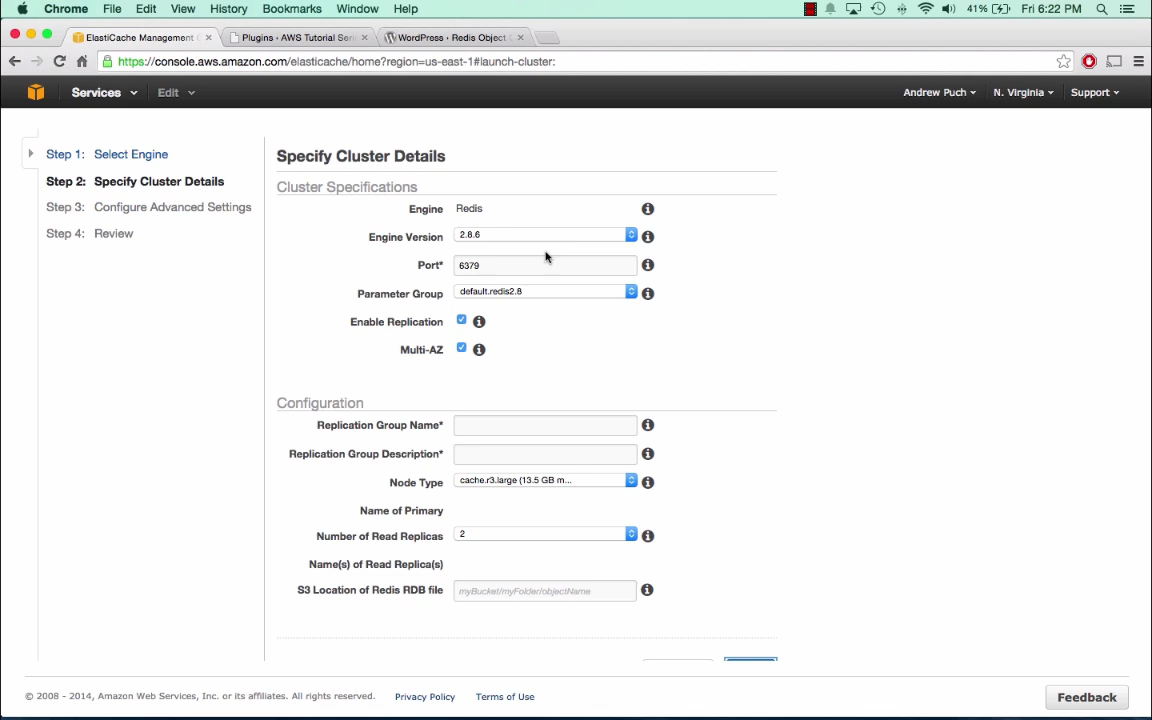 Chrome File Edit View History Bookmarks Window Help 41% Fri 6:22 PM
ElastiCache Management C Plugins ‹ AWS Tutorial Seri WordPress › Redis Object C
https://console.aws.amazon.com/elasticache/home?region=us-east-1#launch-cluster:
Services Edit Andrew Puch N. Virginia Support
Step 1: Select Engine
Step 2: Specify Cluster Details
Step 3: Configure Advanced Settings
Step 4: Review
Specify Cluster Details
Cluster Specifications
Engine Redis
Engine Version 2.8.6
Port* 6379
Parameter Group default.redis2.8
Enable Replication
Multi-AZ
Configuration
Replication Group Name*
Replication Group Description*
Node Type cache.r3.large (13.5 GB m...
Name of Primary
Number of Read Replicas 2
Name(s) of Read Replica(s)
S3 Location of Redis RDB file myBucket/myFolder/objectName
© 2008 - 2014, Amazon Web Services, Inc. or its affiliates. All rights reserved. Privacy Policy Terms of Use
Feedback